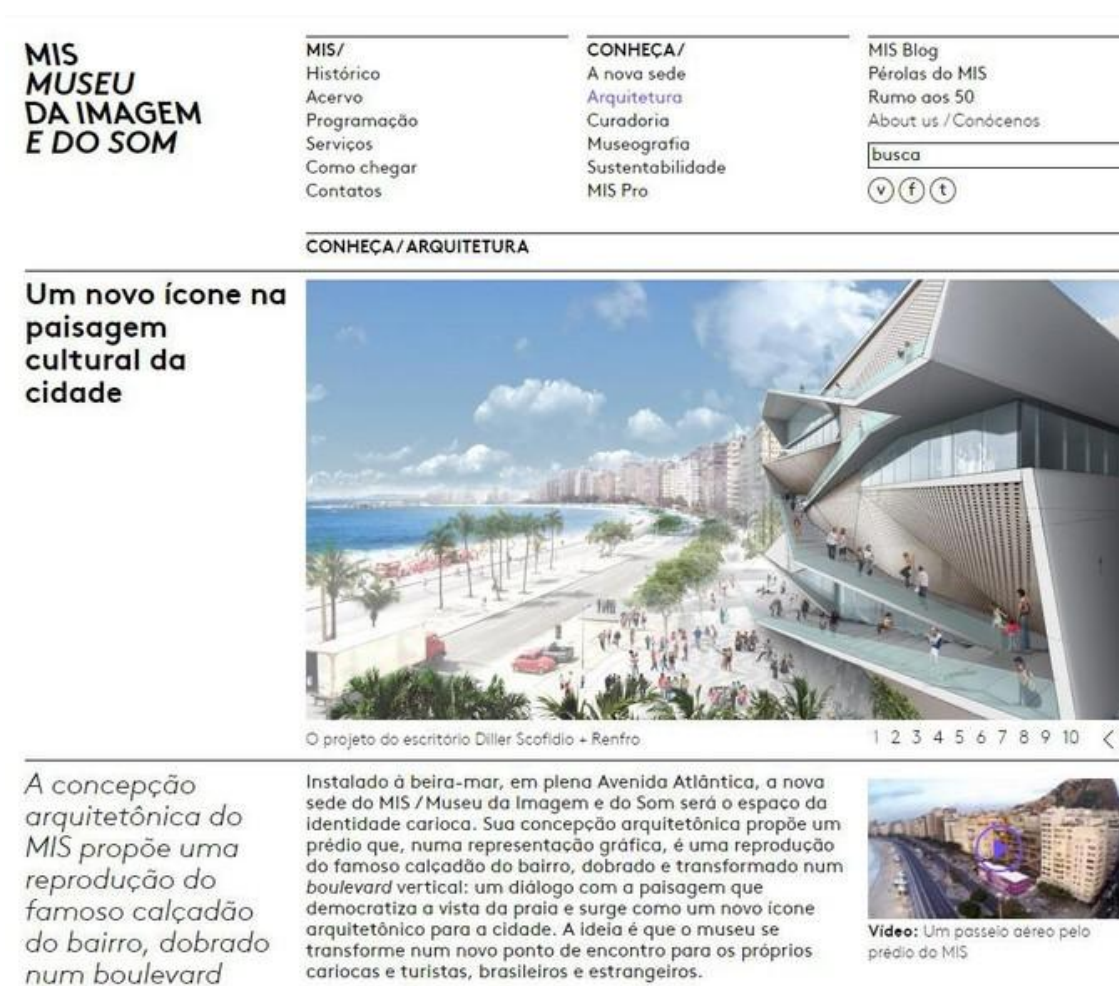 MIS
MUSEU
DA IMAGEM
E DO SOM
MIS/
Histórico
Acervo
Programação
Serviços
Como chegar
Contatos
CONHEÇA/
A nova sede
Arquitetura
Curadoria
Museografia
Sustentabilidade
MIS Pro
MIS Blog
Pérolas do MIS
Rumo aos 50
About us / Conócenos
busca
v f t
CONHEÇA/ARQUITETURA
Um novo ícone na
paisagem
cultural da
cidade
O projeto do escritório Diller Scofidio + Renfro
1 2 3 4 5 6 7 8 9 10 <
A concepção
arquitetônica do
MIS propõe uma
reprodução do
famoso calçadão
do bairro, dobrado
num boulevard
Instalado à beira-mar, em plena Avenida Atlântica, a nova
sede do MIS / Museu da Imagem e do Som será o espaço da
identidade carioca. Sua concepção arquitetônica propõe um
prédio que, numa representação gráfica, é uma reprodução
do famoso calçadão do bairro, dobrado e transformado num
boulevard vertical: um diálogo com a paisagem que
democratiza a vista da praia e surge como um novo ícone
arquitetônico para a cidade. A ideia é que o museu se
transforme num novo ponto de encontro para os próprios
cariocas e turistas, brasileiros e estrangeiros.
Vídeo: Um passeio aéreo pelo
prédio do MIS